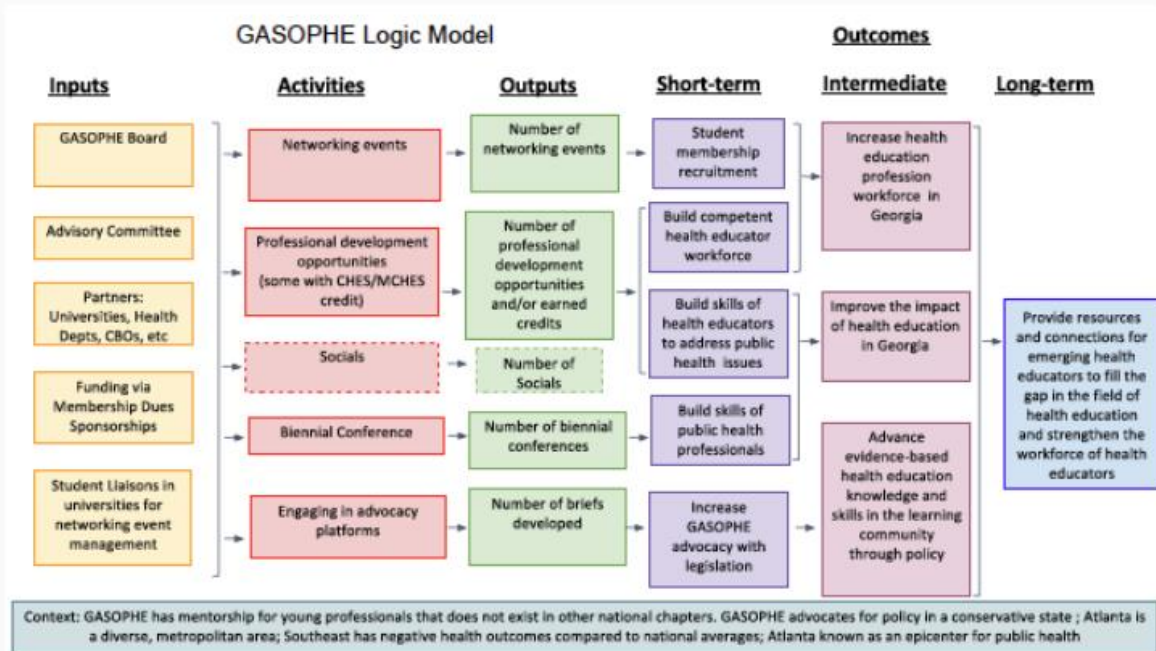 GASOPHE Logic Model
Outcomes
Inputs
Activities
Outputs
Short-term
Intermediate
Long-term
GASOPHE Board
Advisory Committee
Partners:
Universities, Health
Depts, CBOs, etc
Funding via
Membership Dues
Sponsorships
Student Liaisons in
universities for
networking event
management
Networking events
Professional development
opportunities
(some with CHES/MCHES
credit)
Socials
Biennial Conference
Engaging in advocacy
platforms
Number of
networking events
Number of
professional
development
opportunities
and/or earned
credits
Number of
Socials
Number of biennial
conferences
Number of briefs
developed
Student
membership
recruitment
Build competent
health educator
workforce
Build skills of
health educators
to address public
health issues
Build skills of
public health
professionals
Increase
GASOPHE
advocacy with
legislation
Increase health
education
profession
workforce in
Georgia
Improve the impact
of health education
in Georgia
Advance
evidence-based
health education
knowledge and
skills in the learning
community
through policy
Provide resources
and connections for
emerging health
educators to fill the
gap in the field of
health education
and strengthen the
workforce of health
educators
Context: GASOPHE has mentorship for young professionals that does not exist in other national chapters. GASOPHE advocates for policy in a conservative state ; Atlanta is
a diverse, metropolitan area; Southeast has negative health outcomes compared to national averages; Atlanta known as an epicenter for public health